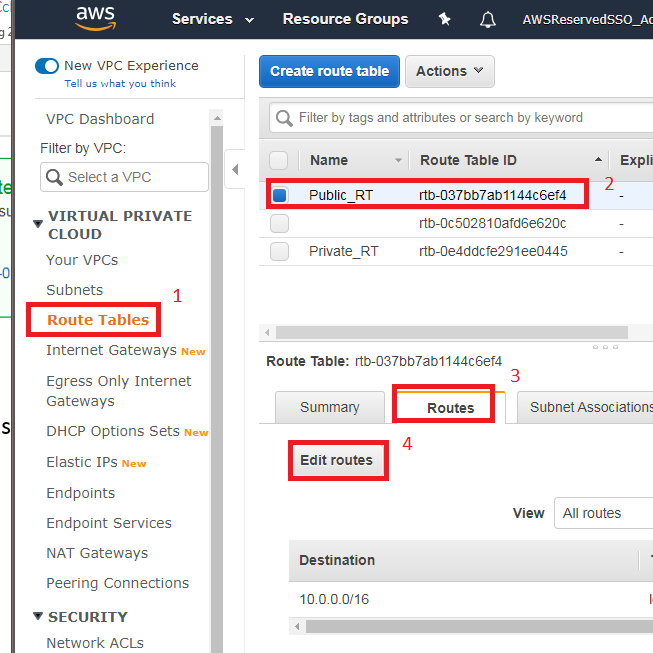 aws Services Resource Groups AWSReservedSSO_Ad
New VPC Experience
Tell us what you think
Create route table Actions
VPC Dashboard
Filter by tags and attributes or search by keyword
Filter by VPC:
Select a VPC
Name Route Table ID Expli
Public_RT rtb-037bb7ab1144c6ef4 - 2
rtb-0c502810afd6e620c -
Private_RT rtb-0e4ddcfe291ee0445 -
VIRTUAL PRIVATE
CLOUD
Your VPCs
Subnets
1
Route Tables
Internet Gateways New
Egress Only Internet
Gateways
DHCP Options Sets New
Elastic IPs New
Endpoints
Endpoint Services
NAT Gateways
Peering Connections
SECURITY
Network ACLs
Route Table: rtb-037bb7ab1144c6ef4
3
Summary Routes Subnet Associations
4
Edit routes
View All routes
Destination
10.0.0.0/16